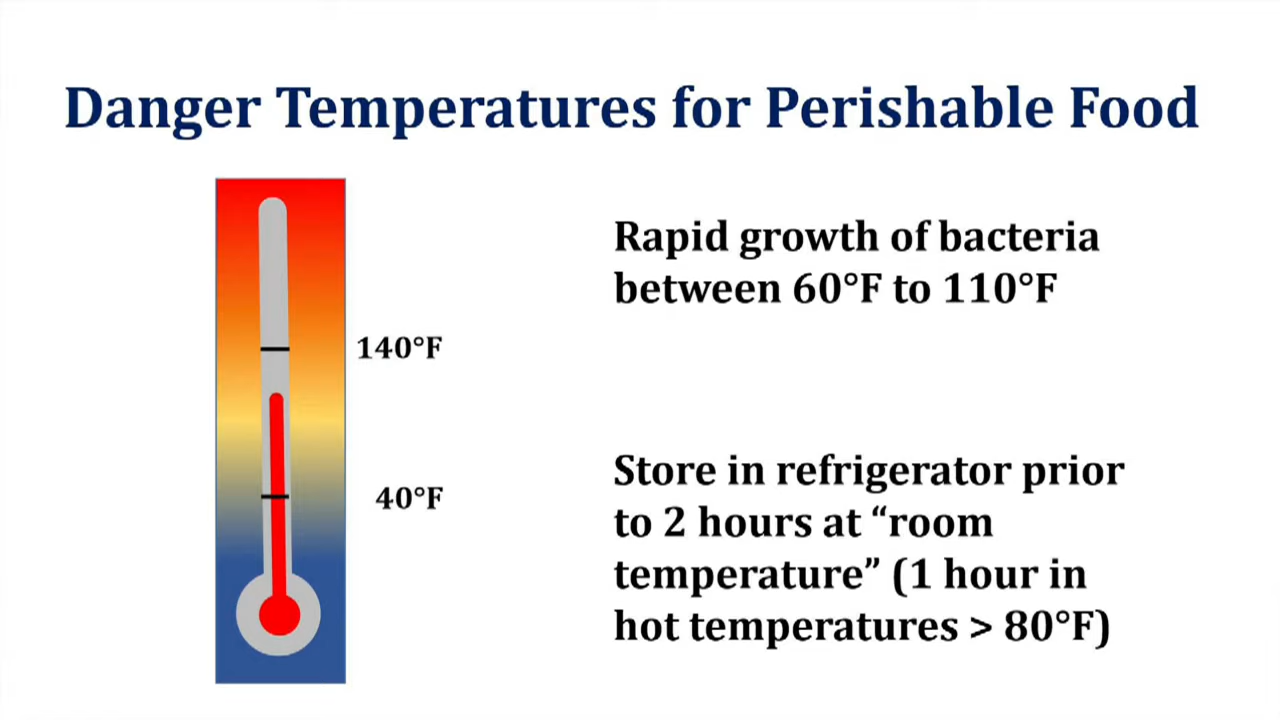 Danger Temperatures for Perishable Food
Rapid growth of bacteria
between 60°F to 110°F
140°F
40°F
Store in refrigerator prior
to 2 hours at “room
temperature” (1 hour in
hot temperatures > 80°F)